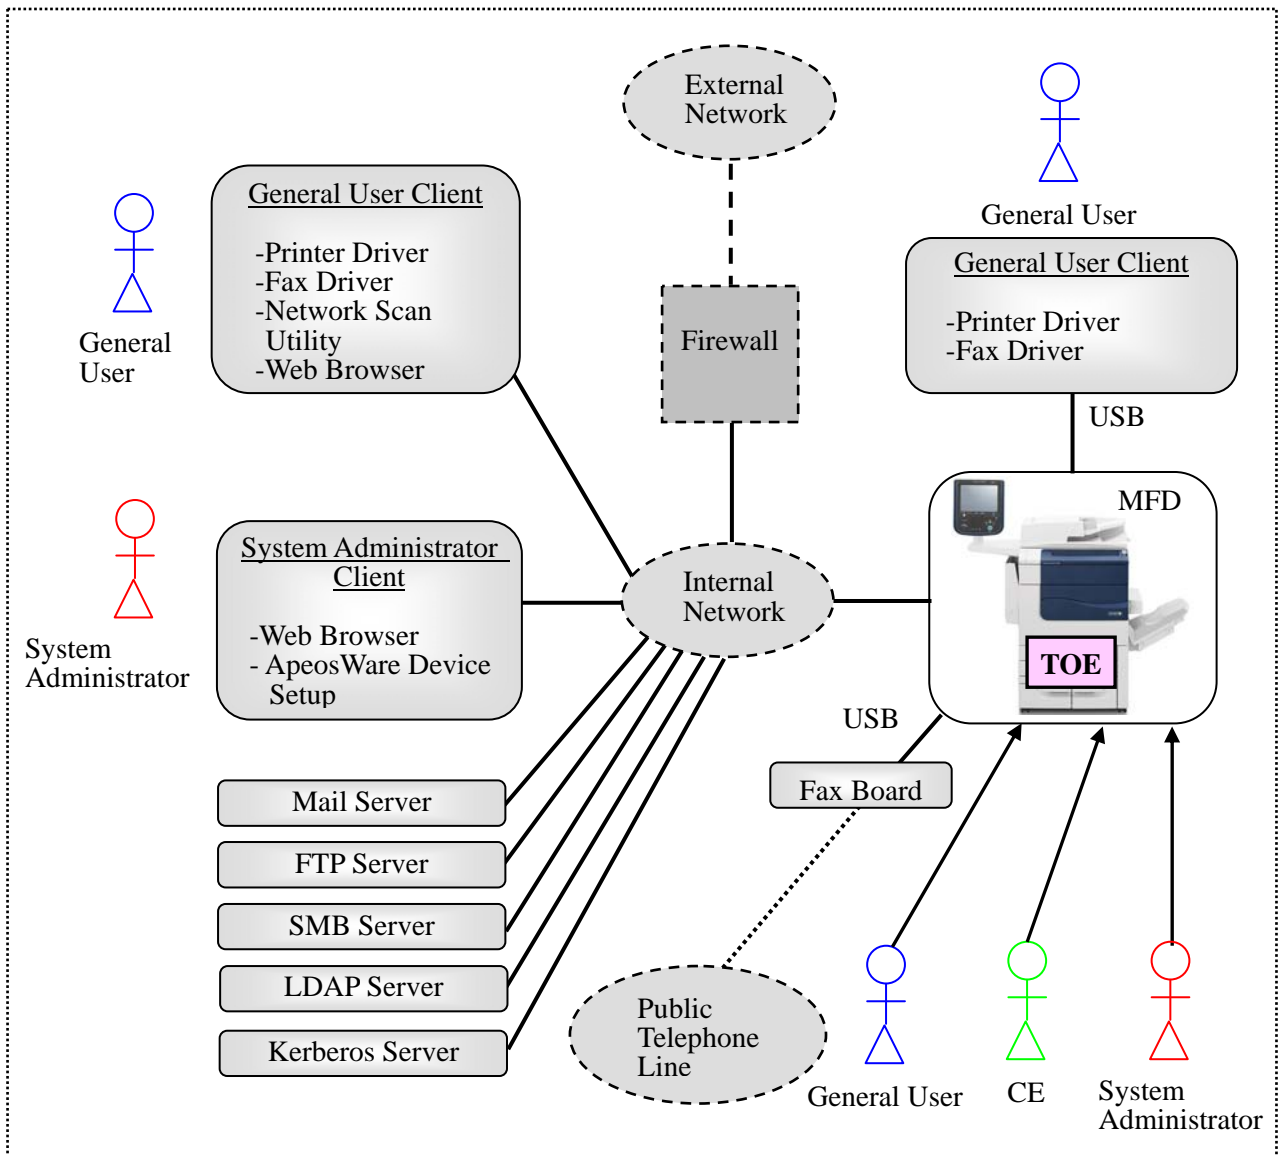 External
Network
General User
General User Client
-Printer Driver
-Fax Driver
-Network Scan
Utility
-Web Browser
General
User
General User Client
-Printer Driver
-Fax Driver
Firewall
USB
MFD
System Administrator
Client
-Web Browser
- ApeosWare Device
Setup
System
Administrator
Internal
Network
TOE
USB
Fax Board
Mail Server
FTP Server
SMB Server
LDAP Server
Kerberos Server
Public
Telephone
Line
General User
CE
System
Administrator